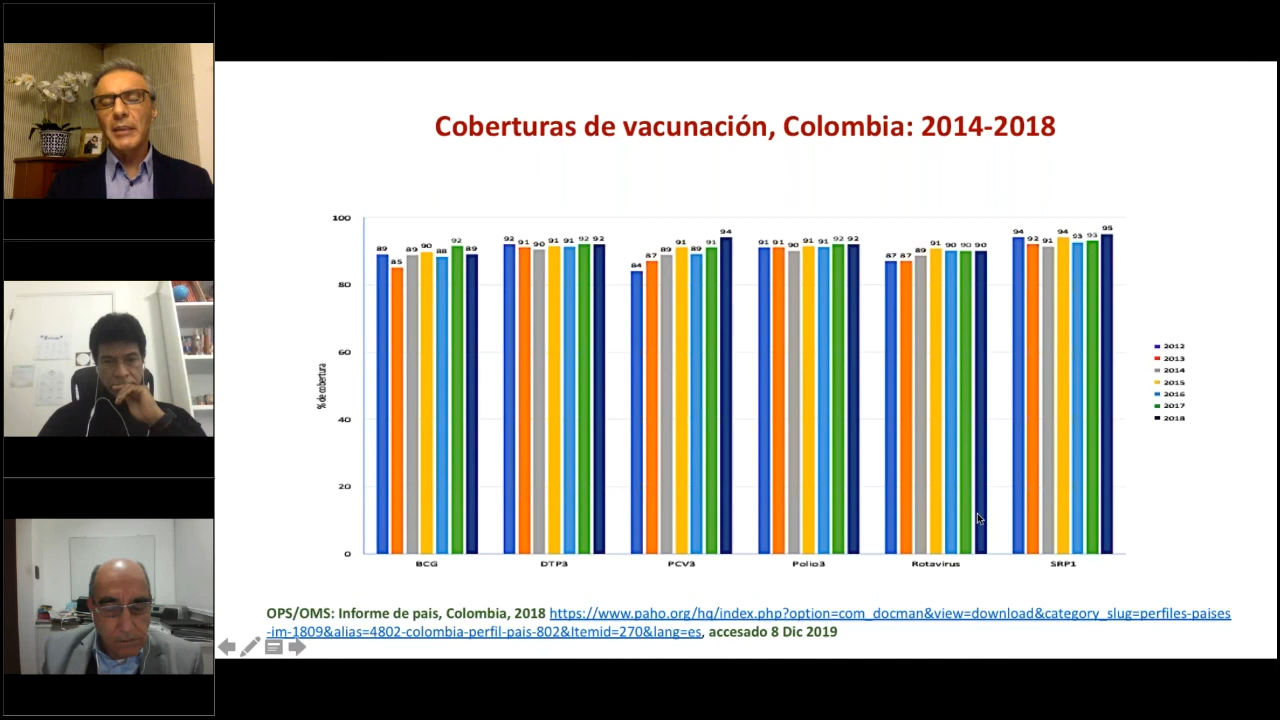 Coberturas de vacunación, Colombia: 2014-2018
100
80
60
40
20
0
% de cobertura
89 85 89 90 88 92 89
92 91 90 91 91 92 92
84 87 89 91 89 91 94
91 91 90 91 91 92 92
87 87 89 91 90 90 90
94 92 91 94 93 93 95
BCG DTP3 PCV3 Polio3 Rotavirus SRP1
2012
2013
2014
2015
2016
2017
2018
OPS/OMS: Informe de pais, Colombia, 2018 https://www.paho.org/hq/index.php?option=com_docman&view=download&category_slug=perfiles-paises
-im-1809&alias=4802-colombia-perfil-pais-802&Itemid=270&lang=es, accesado 8 Dic 2019